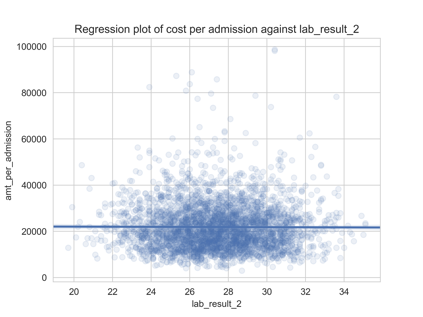 Regression plot of cost per admission against lab_result_2
amt_per_admission
100000
80000
60000
40000
20000
0
20 22 24 26 28 30 32 34
lab_result_2